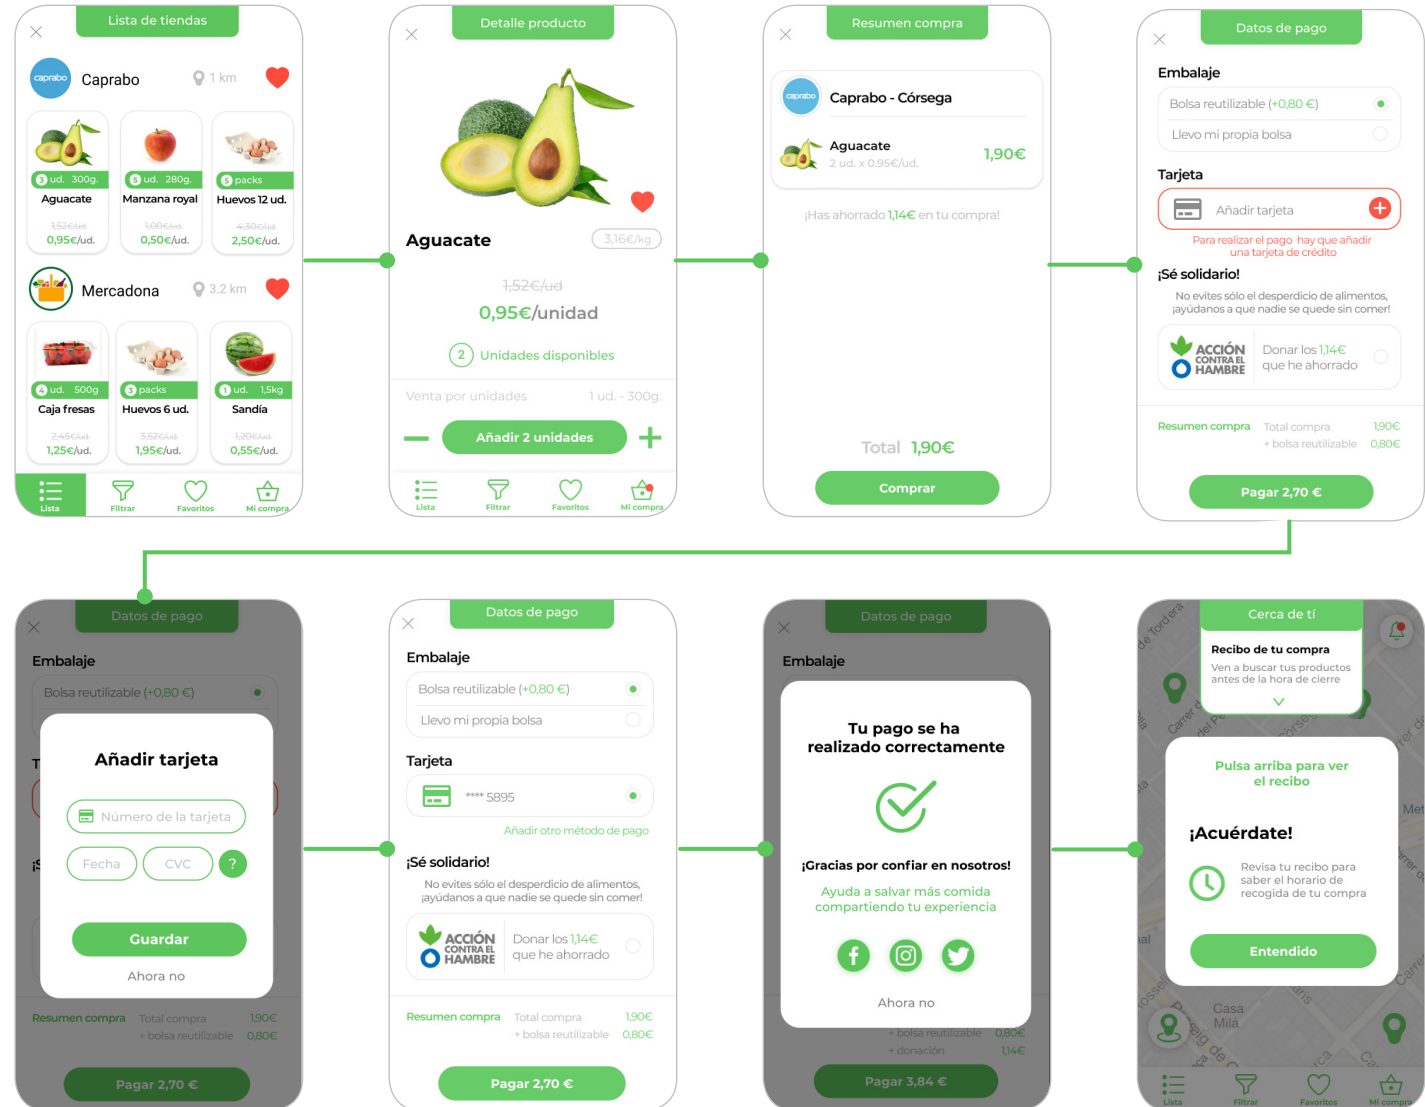 Lista de tiendas
caprabo
Caprabo
1 km
3 ud. 300g.
5 ud. 280g.
5 packs
Aguacate
Manzana royal
Huevos 12 ud.
1,52€/ud.
1,00€/ud.
4,30€/ud.
0,95€/ud.
0,50€/ud.
2,50€/ud.
Mercadona
3.2 km
4 ud. 500g
3 packs
1 ud. 1,5kg
Caja fresas
Huevos 6 ud.
Sandía
2,45€/ud.
3,52€/ud.
1,20€/ud.
1,25€/ud.
1,95€/ud.
0,55€/ud.
Lista
Filtrar
Favoritos
Mi compra
Detalle producto
Aguacate
3,16€/kg
1,52€/ud
0,95€/unidad
2 Unidades disponibles
Venta por unidades
1 ud. - 300g.
Añadir 2 unidades
Lista
Filtrar
Favoritos
Mi compra
Resumen compra
caprabo
Caprabo - Córsega
Aguacate
2 ud. x 0.95€/ud.
1,90€
¡Has ahorrado 1,14€ en tu compra!
Total 1,90€
Comprar
Datos de pago
Embalaje
Bolsa reutilizable (+0,80 €)
Llevo mi propia bolsa
Tarjeta
Añadir tarjeta
Para realizar el pago hay que añadir
una tarjeta de crédito
¡Sé solidario!
No evites sólo el desperdicio de alimentos,
¡ayúdanos a que nadie se quede sin comer!
ACCIÓN
CONTRA EL
HAMBRE
Donar los 1,14€
que he ahorrado
Resumen compra
Total compra
1,90€
+ bolsa reutilizable
0,80€
Pagar 2,70 €
Datos de pago
Embalaje
Bolsa reutilizable (+0,80 €)
T
Añadir tarjeta
Número de la tarjeta
Fecha
CVC
?
¡S
Guardar
Ahora no
Resumen compra
Total compra
1,90€
+ bolsa reutilizable
0,80€
Pagar 2,70 €
Datos de pago
Embalaje
Bolsa reutilizable (+0,80 €)
Llevo mi propia bolsa
Tarjeta
**** 5895
Añadir otro método de pago
¡Sé solidario!
No evites sólo el desperdicio de alimentos,
¡ayúdanos a que nadie se quede sin comer!
ACCIÓN
CONTRA EL
HAMBRE
Donar los 1,14€
que he ahorrado
Resumen compra
Total compra
1,90€
+ bolsa reutilizable
0,80€
Pagar 2,70 €
Datos de pago
Embalaje
Tu pago se ha
realizado correctamente
¡Gracias por confiar en nosotros!
Ayuda a salvar más comida
compartiendo tu experiencia
Ahora no
+ bolsa reutilizable
0,80€
+ donación
1,14€
Pagar 3,84 €
Cerca de tí
Recibo de tu compra
Ven a buscar tus productos
antes de la hora de cierre
Pulsa arriba para ver
el recibo
¡Acuérdate!
Revisa tu recibo para
saber el horario de
recogida de tu compra
Entendido
Casa
Milà
Lista
Filtrar
Favoritos
Mi compra